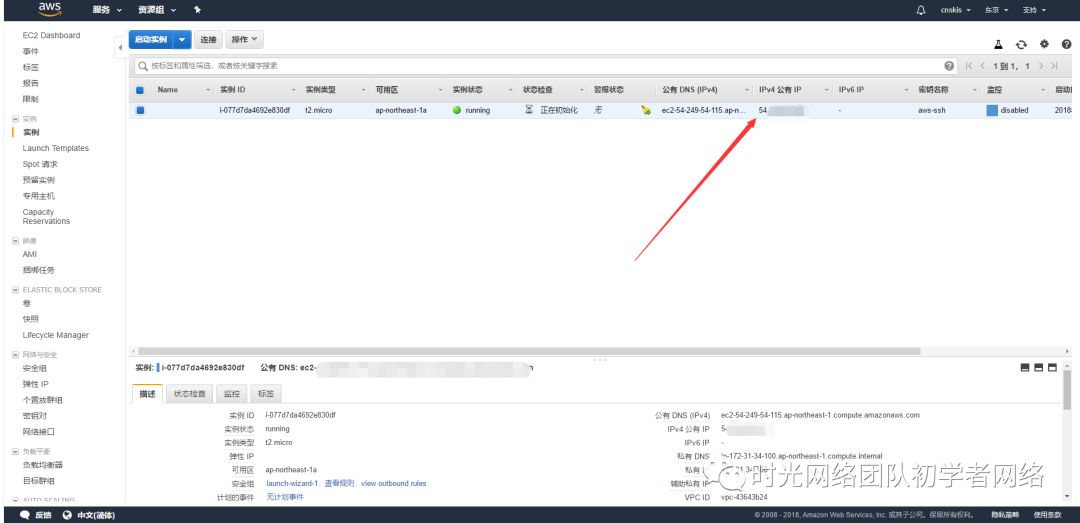 aws 服务 资源组 cnskis 东京 支持
EC2 Dashboard
事件
标签
报告
限制
实例
实例
Launch Templates
Spot 请求
预留实例
专用主机
Capacity
Reservations
映像
AMI
捆绑任务
ELASTIC BLOCK STORE
卷
快照
Lifecycle Manager
网络与安全
安全组
弹性 IP
个置放群组
密钥对
网络接口
负载平衡
负载均衡器
目标群组
AUTO SCALING
启动实例 连接 操作
按标签和属性筛选,或者按关键字搜索 1 到 1, 1
Name 实例 ID 实例类型 可用区 实例状态 状态检查 警报状态 公有 DNS (IPv4) IPv4 公有 IP IPv6 IP 密钥名称 监控 启动
i-077d7da4692e830df t2.micro ap-northeast-1a running 正在初始化 无 ec2-54-249-54-115.ap-n... 54. - aws-ssh disabled 2018
实例: i-077d7da4692e830df 公有 DNS: ec2-
描述 状态检查 监控 标签
实例 ID i-077d7da4692e830df
实例状态 running
实例类型 t2.micro
弹性 IP
可用区 ap-northeast-1a
安全组 launch-wizard-1. 查看规则. view outbound rules
计划的事件 无计划事件
公有 DNS (IPv4) ec2-54-249-54-115.ap-northeast-1.compute.amazonaws.com
IPv4 公有 IP 5
IPv6 IP -
私有 DNS ip-172-31-34-100.ap-northeast-1.compute.internal
私有
辅助私有 IP
VPC ID vpc-43643b24
时光网络团队初学者网络
反馈 中文(简体) © 2008 - 2018, Amazon Web Services, Inc. 或其子公司。保留所有权利。 隐私策略 使用条款